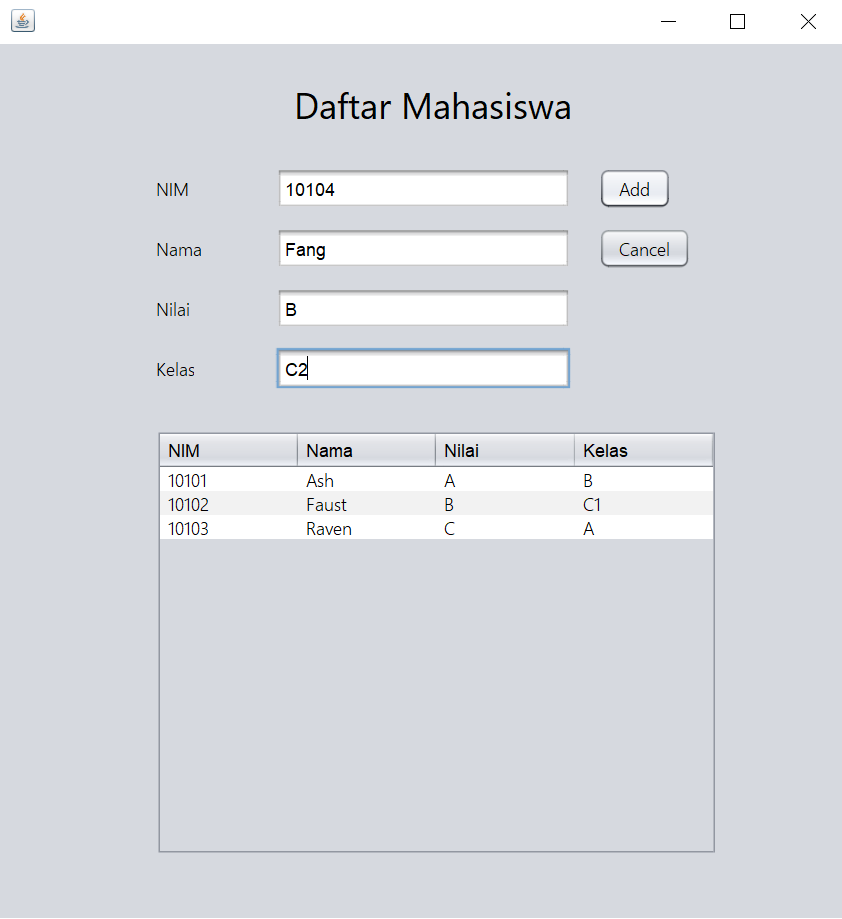 Daftar Mahasiswa
NIM 10104 Add
Nama Fang Cancel
Nilai B
Kelas C2
NIM Nama Nilai Kelas
10101 Ash A B
10102 Faust B C1
10103 Raven C A